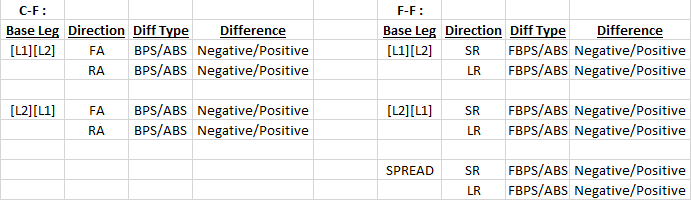 C-F : F-F :
Base Leg Direction Diff Type Difference Base Leg Direction Diff Type Difference
[L1][L2] FA BPS/ABS Negative/Positive [L1][L2] SR FBPS/ABS Negative/Positive
RA BPS/ABS Negative/Positive LR FBPS/ABS Negative/Positive
[L2][L1] FA BPS/ABS Negative/Positive [L2][L1] SR FBPS/ABS Negative/Positive
RA BPS/ABS Negative/Positive LR FBPS/ABS Negative/Positive
SPREAD SR FBPS/ABS Negative/Positive
LR FBPS/ABS Negative/Positive